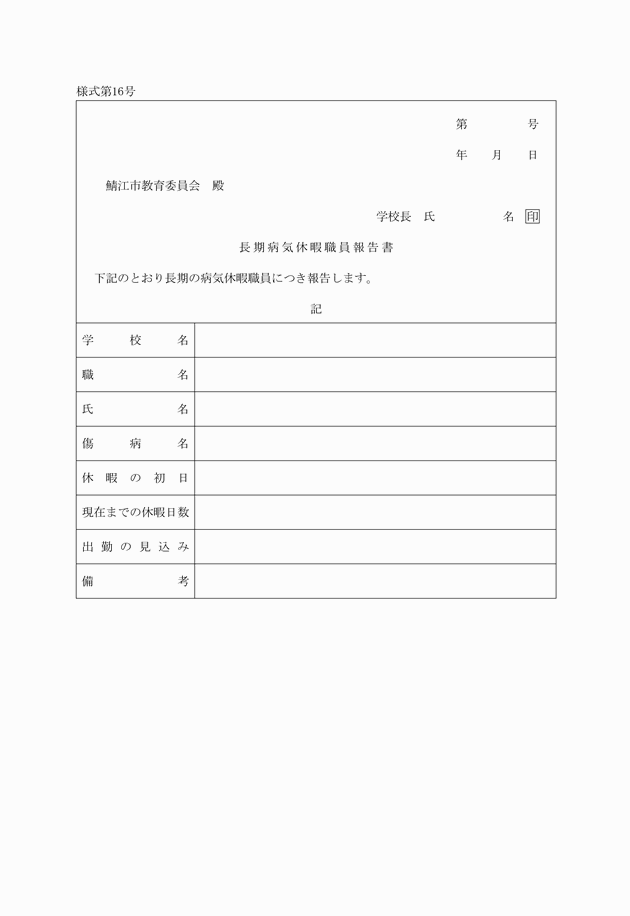 様式第16号
第　　　　　号
年　　月　　日
鯖江市教育委員会　殿
学校長　氏　　　　　　名　印
長期病気休暇職員報告書
下記のとおり長期の病気休暇職員につき報告します。
記
学校名
職名
氏名
傷病名
休暇の初日
現在までの休暇日数
出勤の見込み
備考